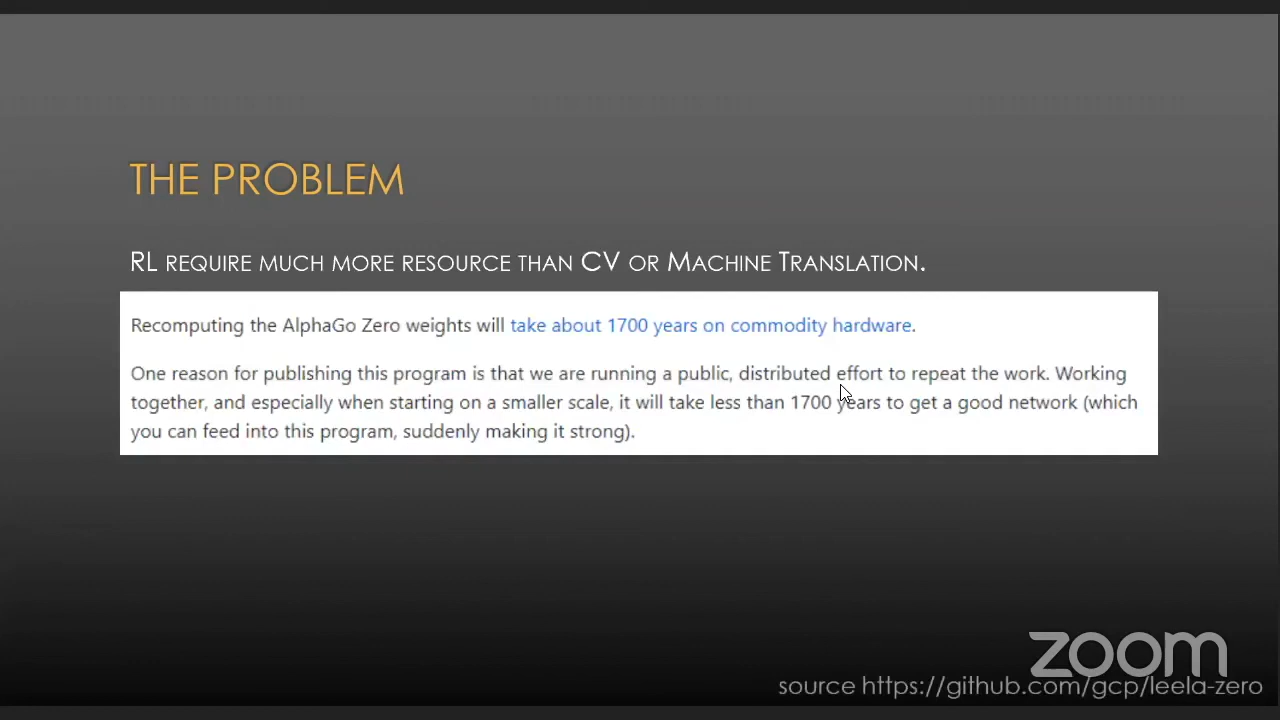 THE PROBLEM
RL REQUIRE MUCH MORE RESOURCE THAN CV OR MACHINE TRANSLATION.
Recomputing the AlphaGo Zero weights will take about 1700 years on commodity hardware.
One reason for publishing this program is that we are running a public, distributed effort to repeat the work. Working
together, and especially when starting on a smaller scale, it will take less than 1700 years to get a good network (which
you can feed into this program, suddenly making it strong).
zoom
source https://github.com/gcp/leela-zero